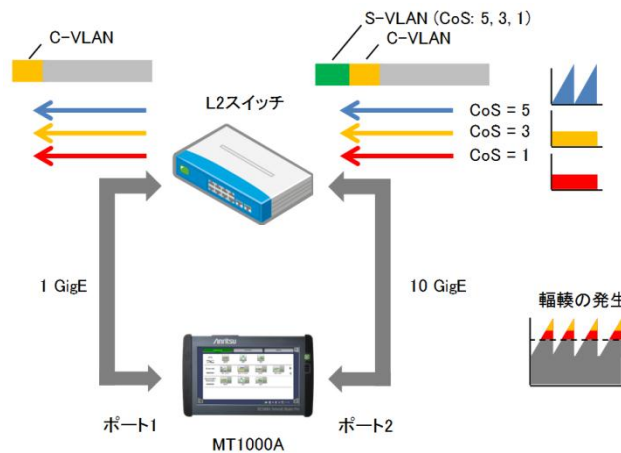 S-VLAN (CoS: 5, 3, 1)
C-VLAN
C-VLAN
L2スイッチ
CoS = 5
CoS = 3
CoS = 1
1 GigE
10 GigE
輻輳の発生
Anritsu
ポート1
ポート2
MT1000A